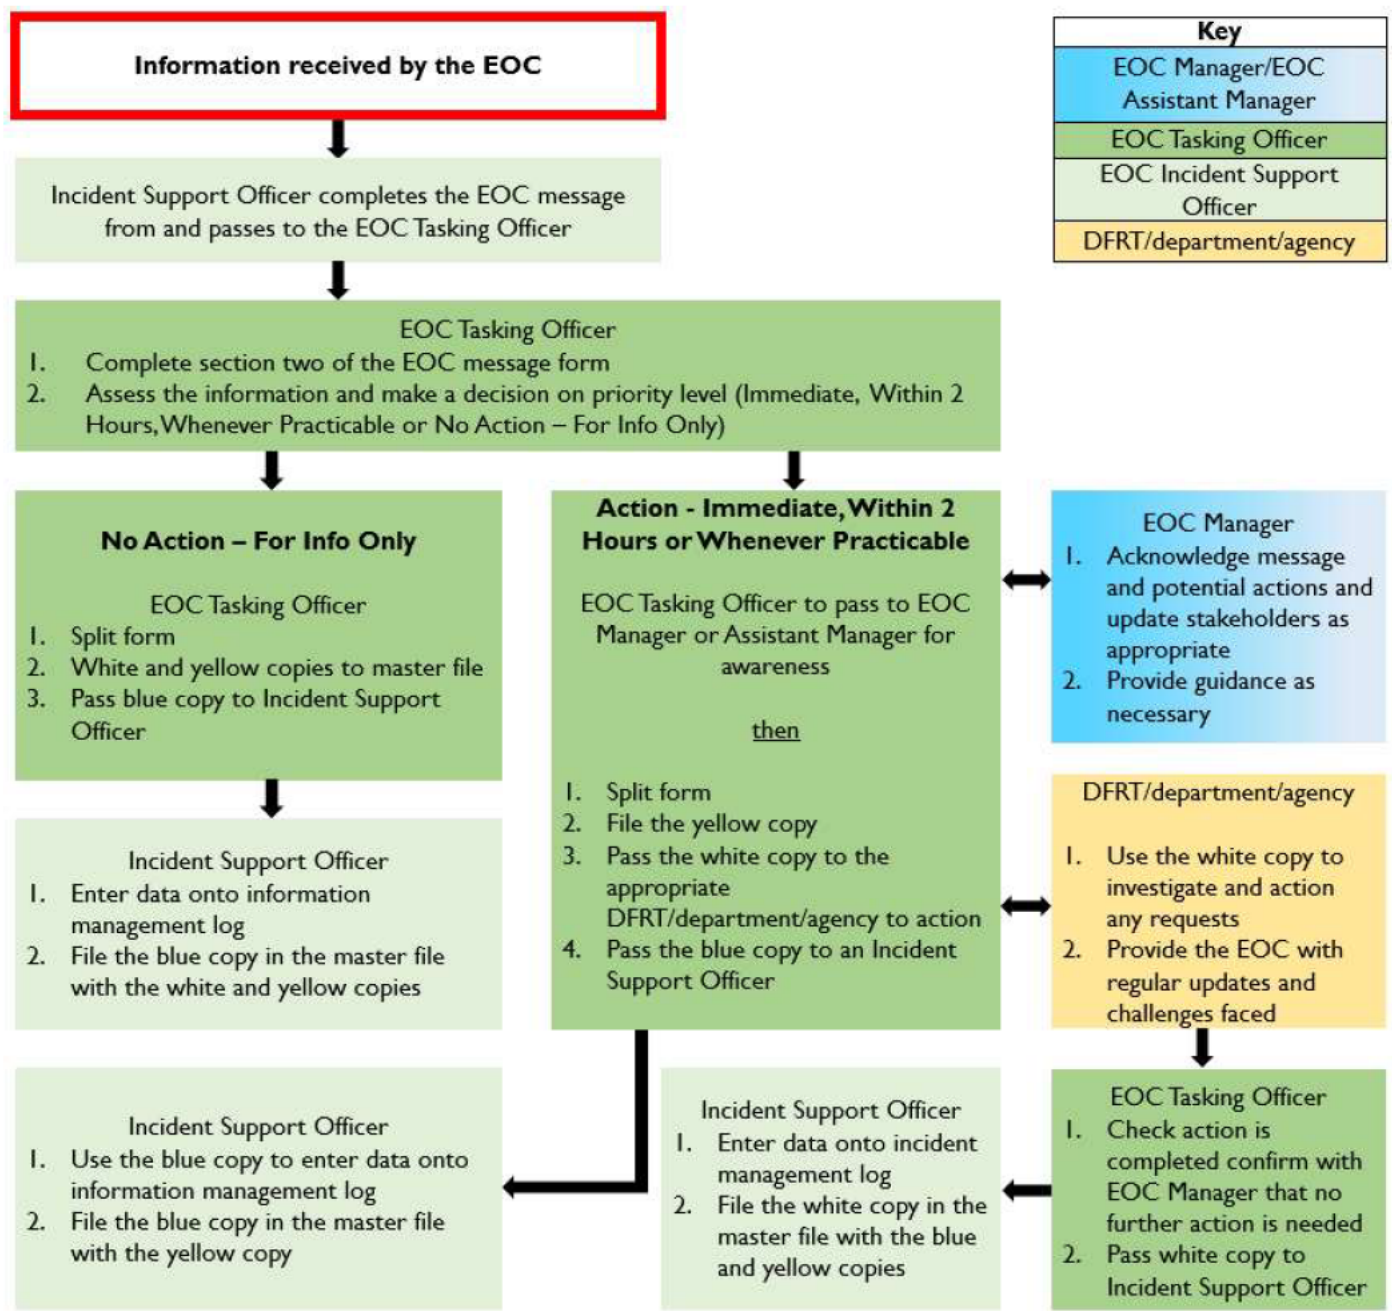 Information received by the EOC
Key
EOC Manager/EOC
Assistant Manager
EOC Tasking Officer
EOC Incident Support
Officer
DFRT/department/agency
Incident Support Officer completes the EOC message
from and passes to the EOC Tasking Officer
EOC Tasking Officer
1. Complete section two of the EOC message form
2. Assess the information and make a decision on priority level (Immediate, Within 2
Hours, Whenever Practicable or No Action – For Info Only)
No Action – For Info Only
EOC Tasking Officer
1. Split form
2. White and yellow copies to master file
3. Pass blue copy to Incident Support
Officer
Action - Immediate, Within 2
Hours or Whenever Practicable
EOC Tasking Officer to pass to EOC
Manager or Assistant Manager for
awareness
then
1. Split form
2. File the yellow copy
3. Pass the white copy to the
appropriate
DFRT/department/agency to action
4. Pass the blue copy to an Incident
Support Officer
EOC Manager
1. Acknowledge message
and potential actions and
update stakeholders as
appropriate
2. Provide guidance as
necessary
DFRT/department/agency
1. Use the white copy to
investigate and action
any requests
2. Provide the EOC with
regular updates and
challenges faced
Incident Support Officer
1. Enter data onto information
management log
2. File the blue copy in the master file
with the white and yellow copies
Incident Support Officer
1. Use the blue copy to enter data onto
information management log
2. File the blue copy in the master file
with the yellow copy
Incident Support Officer
1. Enter data onto incident
management log
2. File the white copy in the
master file with the blue
and yellow copies
EOC Tasking Officer
1. Check action is
completed confirm with
EOC Manager that no
further action is needed
2. Pass white copy to
Incident Support Officer